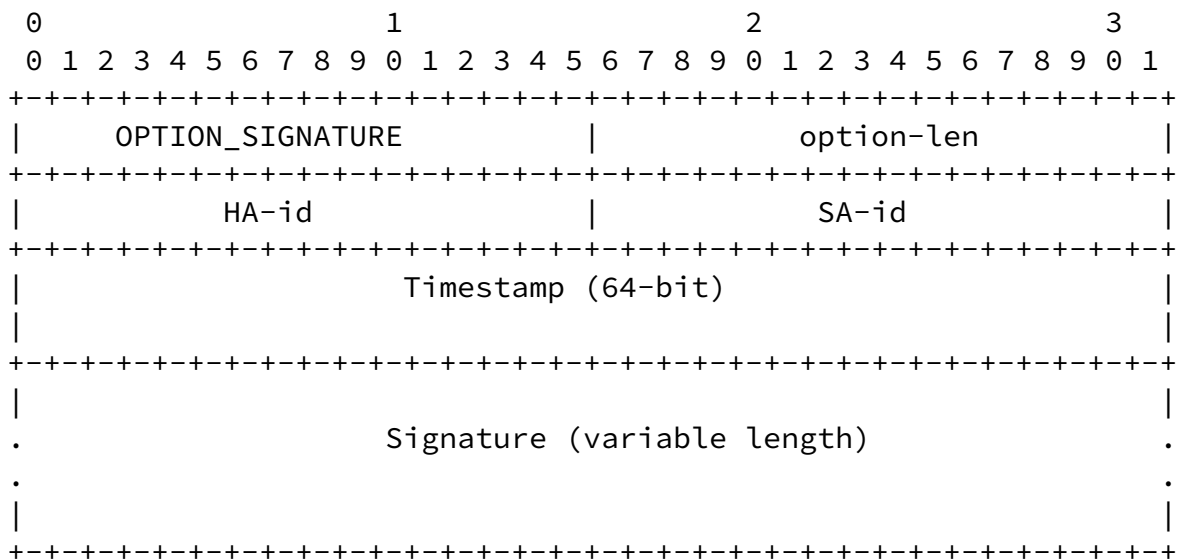 0                   1                   2                   3
 0 1 2 3 4 5 6 7 8 9 0 1 2 3 4 5 6 7 8 9 0 1 2 3 4 5 6 7 8 9 0 1
+-+-+-+-+-+-+-+-+-+-+-+-+-+-+-+-+-+-+-+-+-+-+-+-+-+-+-+-+-+-+-+-+
|     OPTION_SIGNATURE          |           option-len          |
+-+-+-+-+-+-+-+-+-+-+-+-+-+-+-+-+-+-+-+-+-+-+-+-+-+-+-+-+-+-+-+-+
|           HA-id               |            SA-id              |
+-+-+-+-+-+-+-+-+-+-+-+-+-+-+-+-+-+-+-+-+-+-+-+-+-+-+-+-+-+-+-+-+
|                     Timestamp (64-bit)                        |
|                                                               |
+-+-+-+-+-+-+-+-+-+-+-+-+-+-+-+-+-+-+-+-+-+-+-+-+-+-+-+-+-+-+-+-+
|                                                               |
.                    Signature (variable length)                .
.                                                               .
|                                                               |
+-+-+-+-+-+-+-+-+-+-+-+-+-+-+-+-+-+-+-+-+-+-+-+-+-+-+-+-+-+-+-+-+